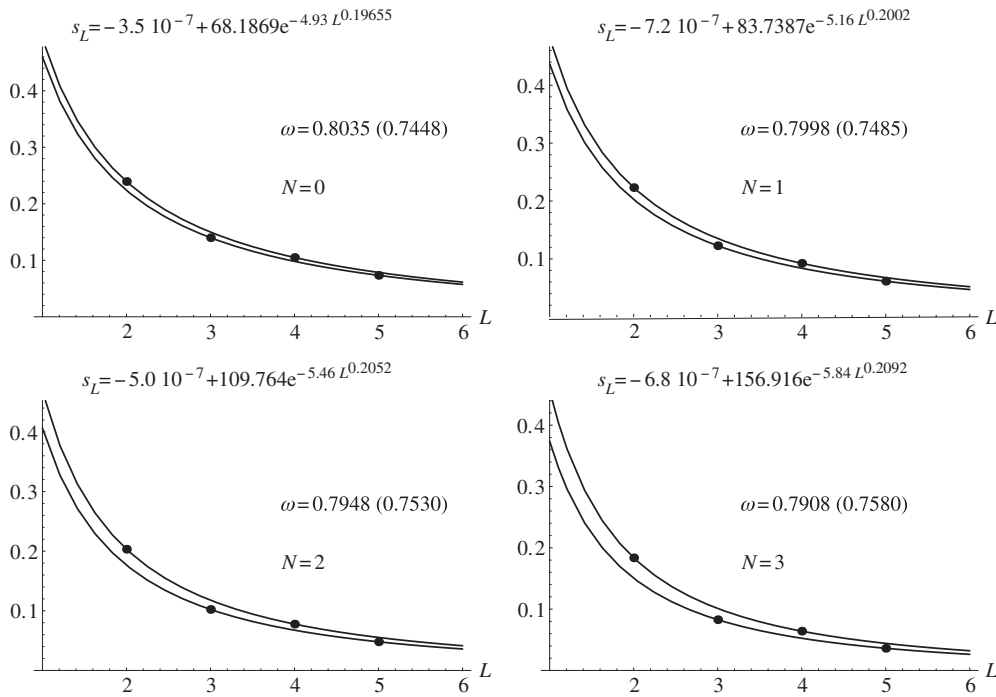 s_L=−3.5 10^−7+68.1869e^−4.93 L^0.19655
0.4
0.3
0.2
0.1
ω=0.8035 (0.7448)
N=0
2 3 4 5 6 L
s_L=−7.2 10^−7+83.7387e^−5.16 L^0.2002
0.4
0.3
0.2
0.1
ω=0.7998 (0.7485)
N=1
2 3 4 5 6 L
s_L=−5.0 10^−7+109.764e^−5.46 L^0.2052
0.4
0.3
0.2
0.1
ω=0.7948 (0.7530)
N=2
2 3 4 5 6 L
s_L=−6.8 10^−7+156.916e^−5.84 L^0.2092
0.4
0.3
0.2
0.1
ω=0.7908 (0.7580)
N=3
2 3 4 5 6 L